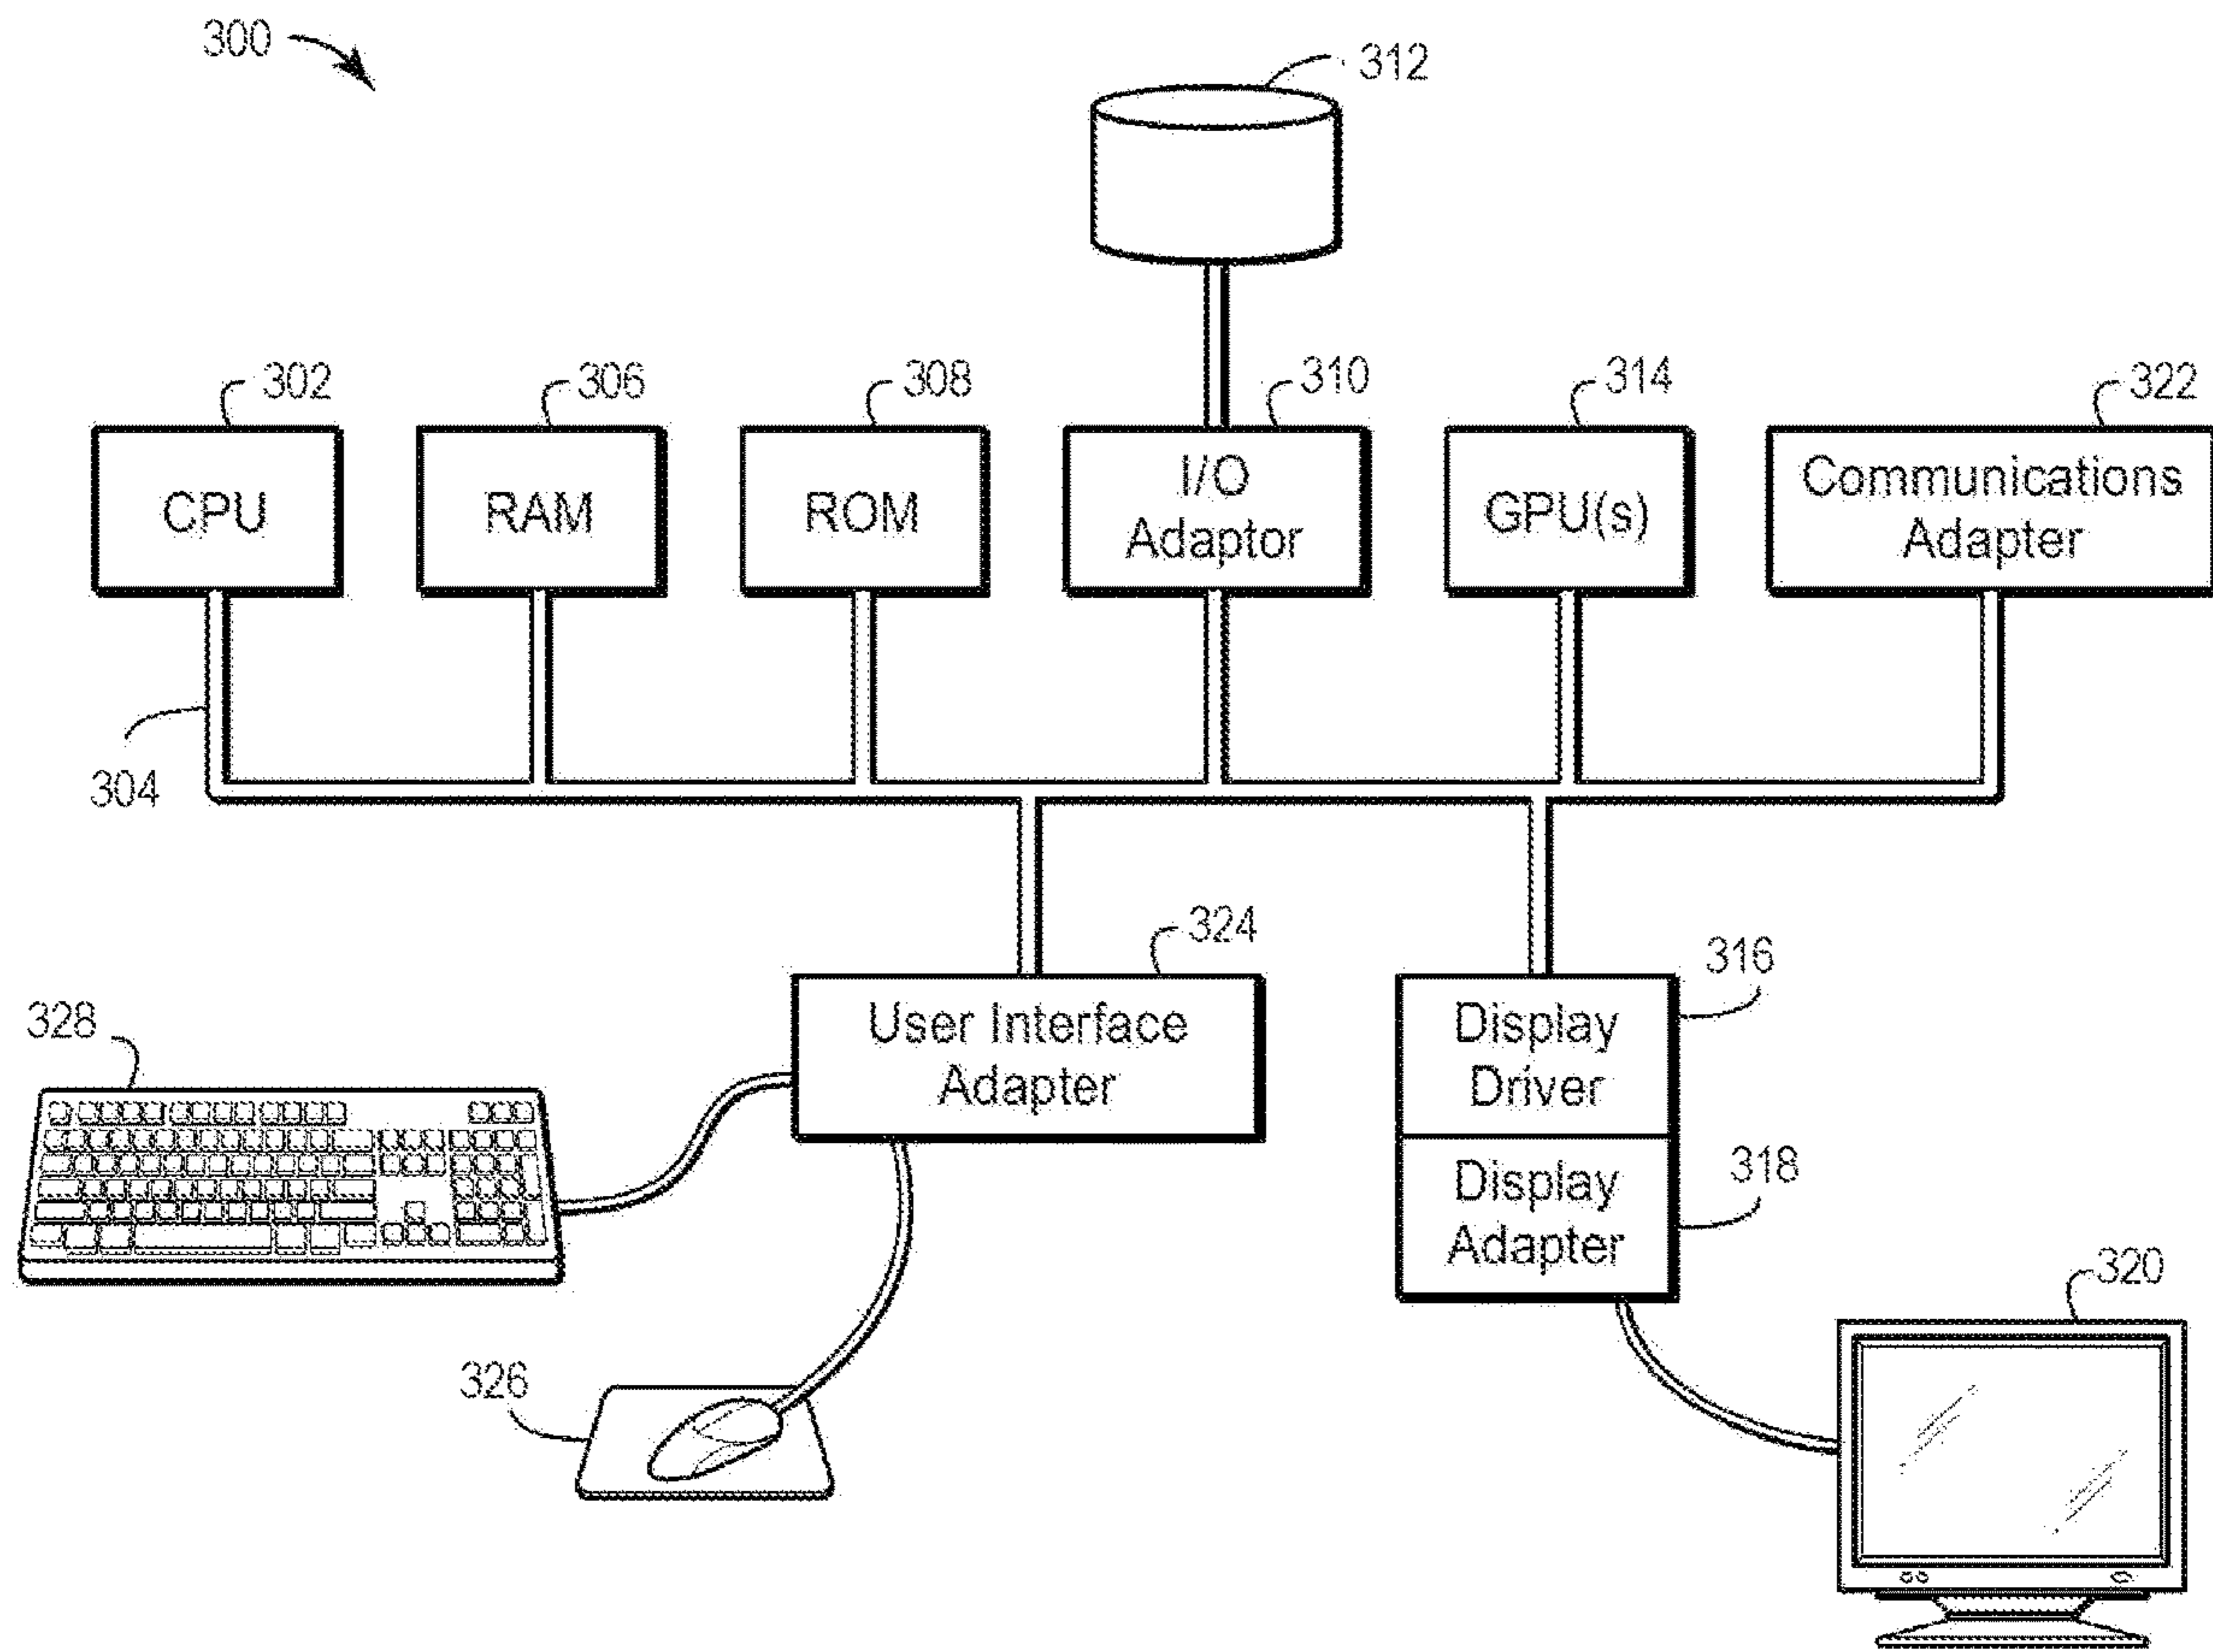 300
312
302
306
308
310
314
322
CPU
RAM
ROM
I/O
Adaptor
GPU(s)
Communications
Adapter
304
324
316
328
User Interface
Adapter
Display
Driver
318
Display
Adapter
320
326